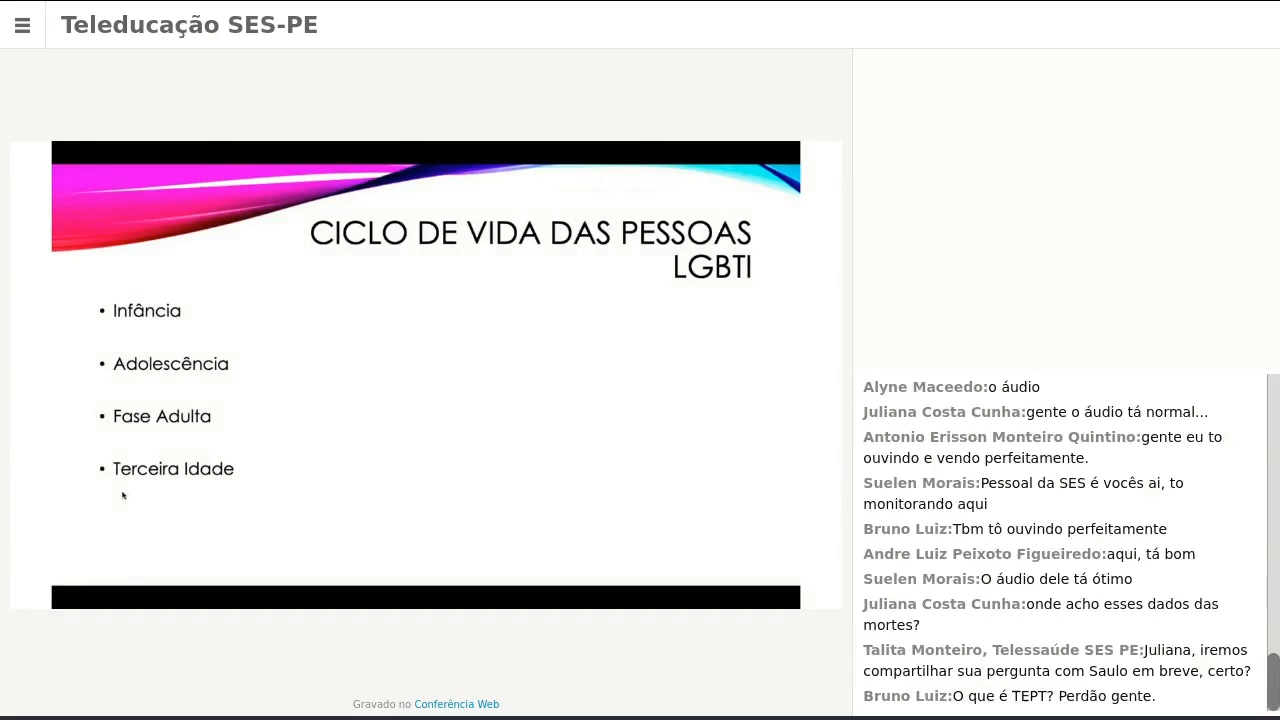 Teleducação SES-PE
CICLO DE VIDA DAS PESSOAS
LGBTI
• Infância
• Adolescência
• Fase Adulta
• Terceira Idade
Gravado no Conferência Web
Alyne Maceedo:o áudio
Juliana Costa Cunha:gente o áudio tá normal...
Antonio Erisson Monteiro Quintino:gente eu to
ouvindo e vendo perfeitamente.
Suelen Morais:Pessoal da SES é vocês ai, to
monitorando aqui
Bruno Luiz:Tbm tô ouvindo perfeitamente
Andre Luiz Peixoto Figueiredo:aqui, tá bom
Suelen Morais:O áudio dele tá ótimo
Juliana Costa Cunha:onde acho esses dados das
mortes?
Talita Monteiro, Telessaúde SES PE:Juliana, iremos
compartilhar sua pergunta com Saulo em breve, certo?
Bruno Luiz:O que é TEPT? Perdão gente.